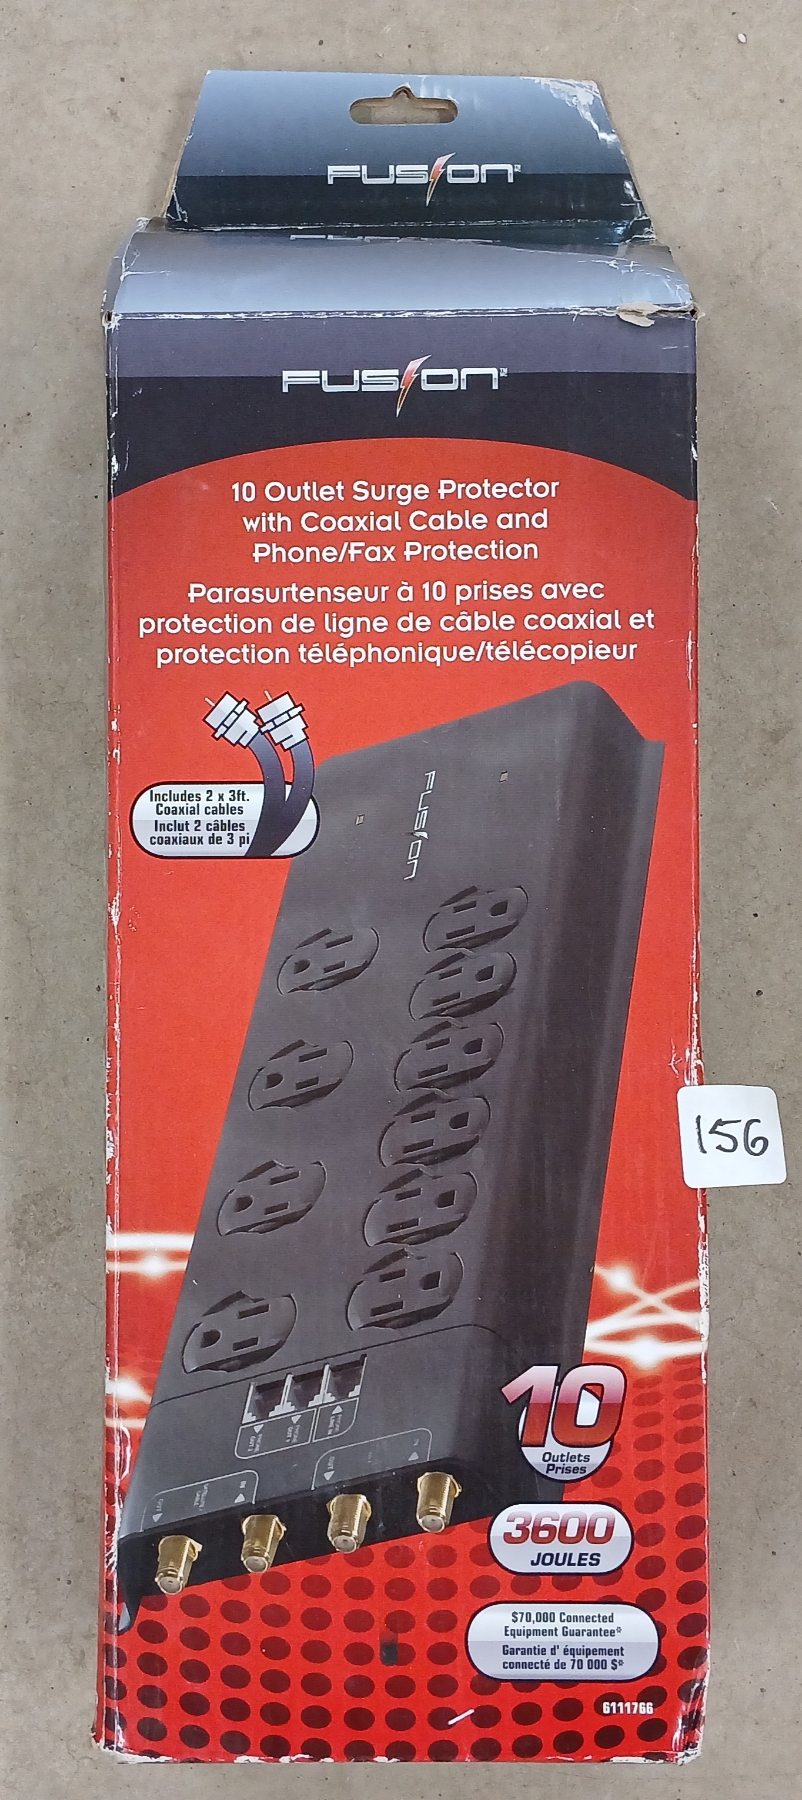 FUSION™
FUSION™
10 Outlet Surge Protector
with Coaxial Cable and
Phone/Fax Protection
Parasurtenseur à 10 prises avec
protection de ligne de câble coaxial et
protection téléphonique/télécopieur
Includes 2 x 3ft.
Coaxial cables
Inclut 2 câbles
coaxiaux de 3 pi
FUSION
156
10
Outlets
Prises
3600
JOULES
$70,000 Connected
Equipment Guarantee*
Garantie d' équipement
connecté de 70 000 $*
6111766